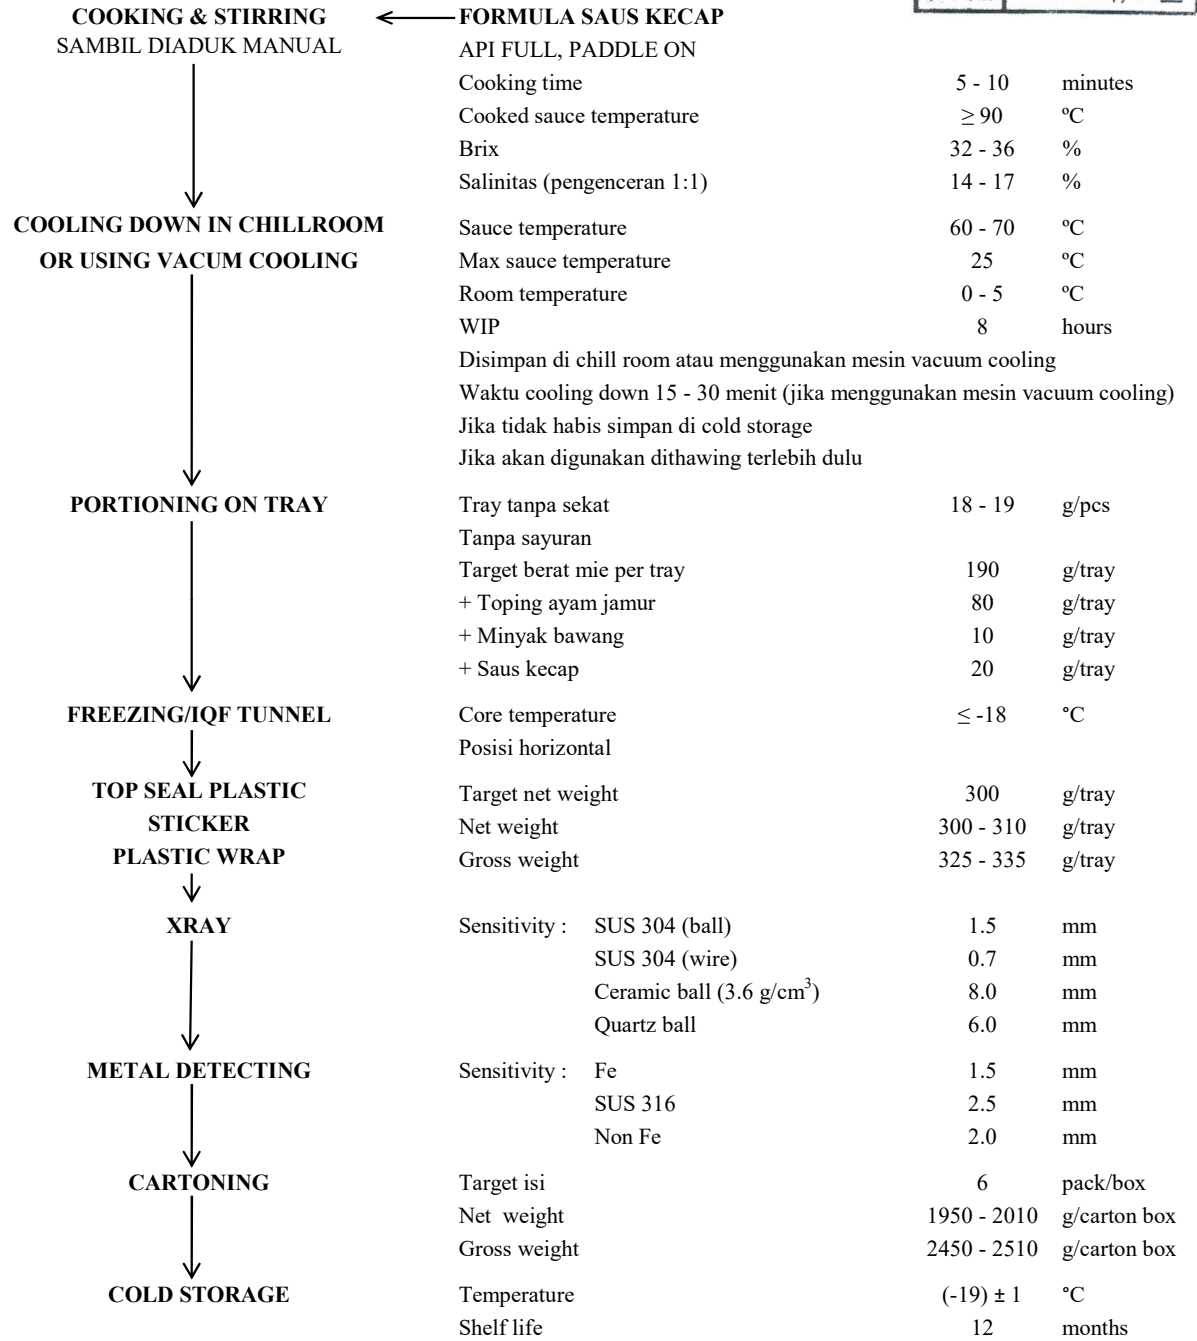 COOKING & STIRRING FORMULA SAUS KECAP
SAMBIL DIADUK MANUAL API FULL, PADDLE ON
Cooking time 5 - 10 minutes
Cooked sauce temperature ≥ 90 ºC
Brix 32 - 36 %
Salinitas (pengenceran 1:1) 14 - 17 %
COOLING DOWN IN CHILLROOM Sauce temperature 60 - 70 ºC
OR USING VACUM COOLING Max sauce temperature 25 ºC
Room temperature 0 - 5 ºC
WIP 8 hours
Disimpan di chill room atau menggunakan mesin vacuum cooling
Waktu cooling down 15 - 30 menit (jika menggunakan mesin vacuum cooling)
Jika tidak habis simpan di cold storage
Jika akan digunakan dithawing terlebih dulu
PORTIONING ON TRAY Tray tanpa sekat 18 - 19 g/pcs
Tanpa sayuran
Target berat mie per tray 190 g/tray
+ Toping ayam jamur 80 g/tray
+ Minyak bawang 10 g/tray
+ Saus kecap 20 g/tray
FREEZING/IQF TUNNEL Core temperature ≤ -18 °C
Posisi horizontal
TOP SEAL PLASTIC Target net weight 300 g/tray
STICKER Net weight 300 - 310 g/tray
PLASTIC WRAP Gross weight 325 - 335 g/tray
XRAY Sensitivity : SUS 304 (ball) 1.5 mm
SUS 304 (wire) 0.7 mm
Ceramic ball (3.6 g/cm³) 8.0 mm
Quartz ball 6.0 mm
METAL DETECTING Sensitivity : Fe 1.5 mm
SUS 316 2.5 mm
Non Fe 2.0 mm
CARTONING Target isi 6 pack/box
Net weight 1950 - 2010 g/carton box
Gross weight 2450 - 2510 g/carton box
COLD STORAGE Temperature (-19) ± 1 °C
Shelf life 12 months